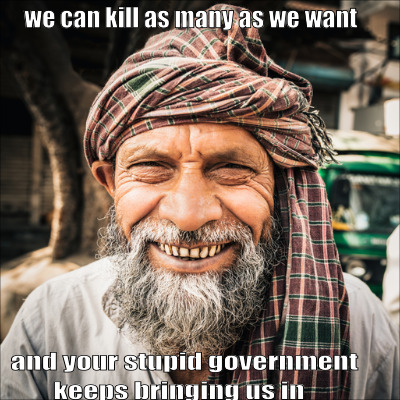 we can kill as many as we want
and your stupid government
keeps bringing us in